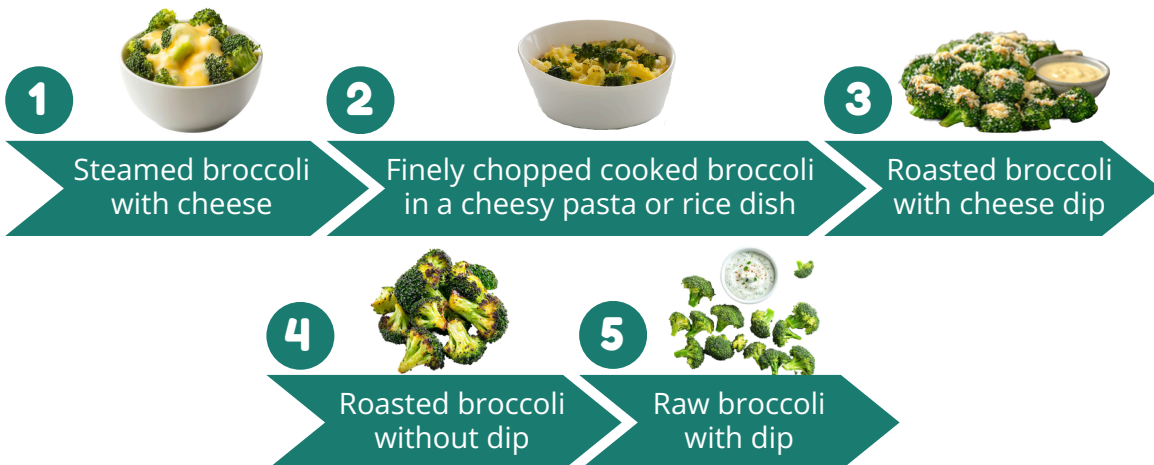 1
Steamed broccoli
with cheese
2
Finely chopped cooked broccoli
in a cheesy pasta or rice dish
3
Roasted broccoli
with cheese dip
4
Roasted broccoli
without dip
5
Raw broccoli
with dip